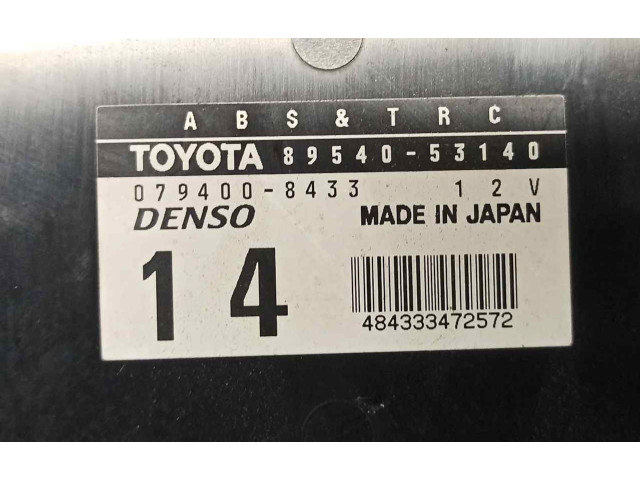 ABS & TRC
TOYOTA 89540-53140
079400-8433 12V
DENSO MADE IN JAPAN
14
484333472572